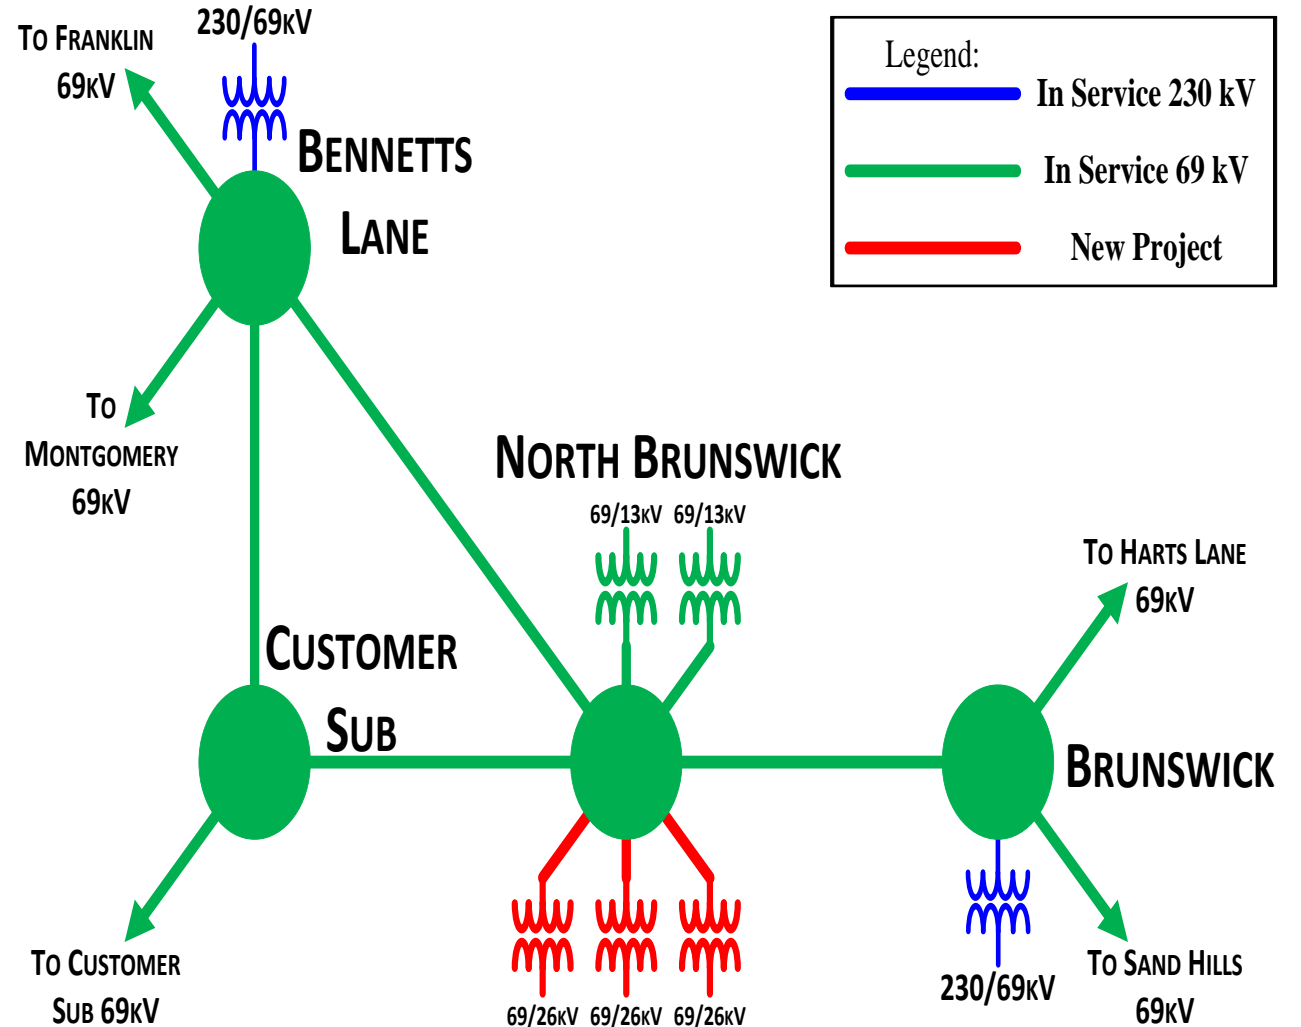 230/69KV
TO FRANKLIN
69KV
BENNETTS
LANE
Legend:
In Service 230 kV
In Service 69 kV
New Project
TO
MONTGOMERY
69KV
NORTH BRUNSWICK
69/13KV 69/13KV
TO HARTS LANE
69KV
CUSTOMER
SUB
BRUNSWICK
TO CUSTOMER
SUB 69KV
69/26KV 69/26KV 69/26KV
230/69KV
TO SAND HILLS
69KV